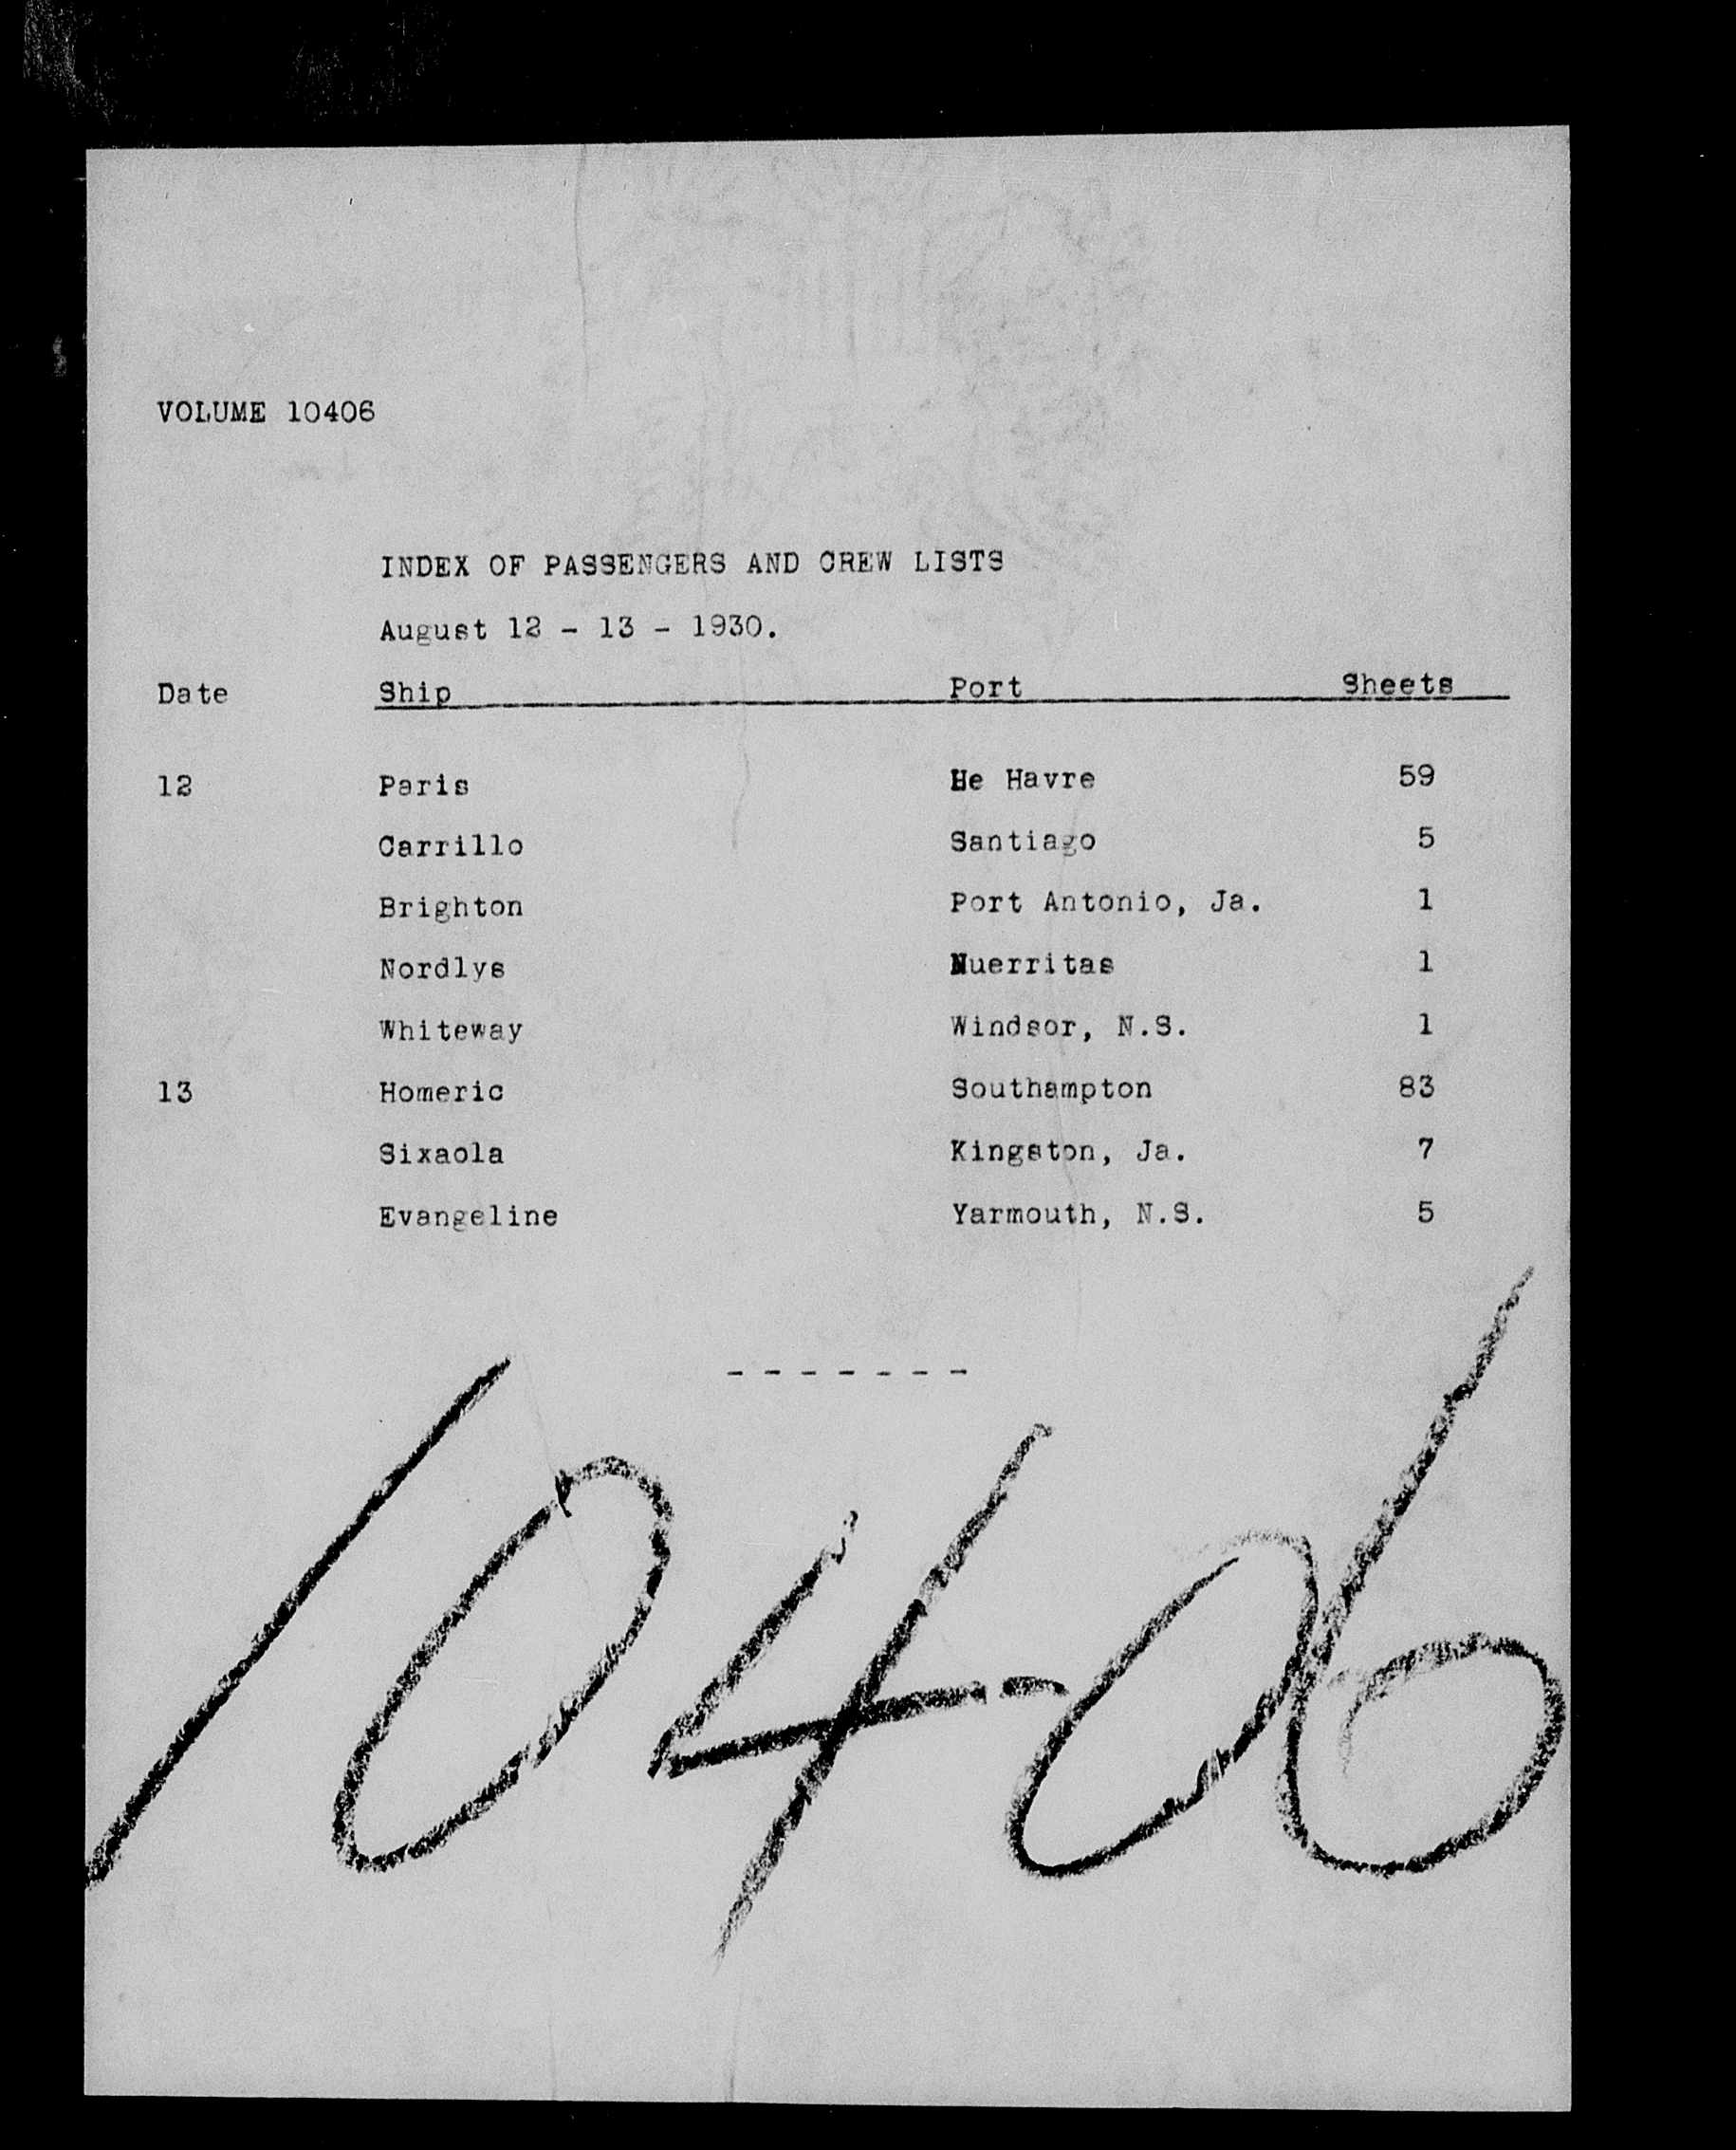 VOLUME 10406
INDEX OF PASSENGERS AND CREW LISTS
August 12 - 13 - 1930.
Date Ship Port Sheets
12 Paris Le Havre 59
Carrillo Santiago 5
Brighton Port Antonio, Ja. 1
Nordlys Nuerritas 1
Whiteway Windsor, N.S. 1
13 Homeric Southampton 83
Sixaola Kingston, Ja. 7
Evangeline Yarmouth, N.S. 5
- - - - - - -
10406